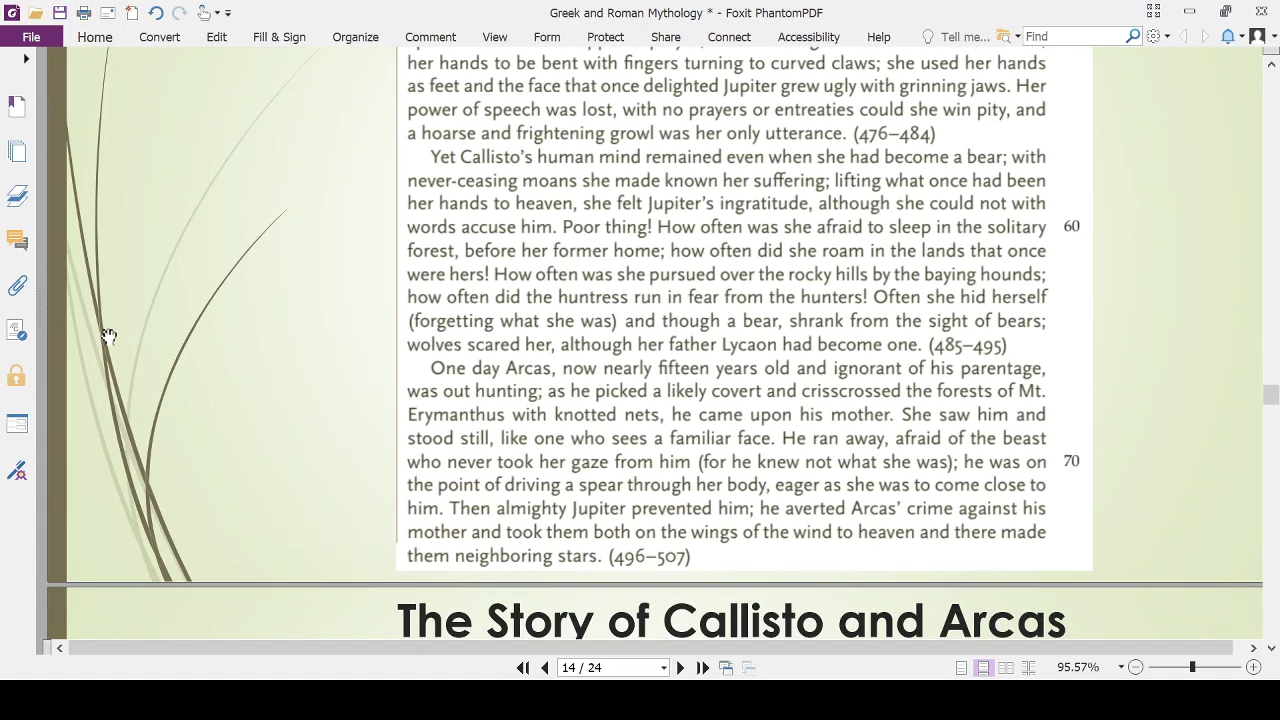 Greek and Roman Mythology * - Foxit PhantomPDF
File Home Convert Edit Fill & Sign Organize Comment View Form Protect Share Connect Accessibility Help Tell me... Find
her hands to be bent with fingers turning to curved claws; she used her hands
as feet and the face that once delighted Jupiter grew ugly with grinning jaws. Her
power of speech was lost, with no prayers or entreaties could she win pity, and
a hoarse and frightening growl was her only utterance. (476–484)
Yet Callisto's human mind remained even when she had become a bear; with
never-ceasing moans she made known her suffering; lifting what once had been
her hands to heaven, she felt Jupiter's ingratitude, although she could not with
words accuse him. Poor thing! How often was she afraid to sleep in the solitary 60
forest, before her former home; how often did she roam in the lands that once
were hers! How often was she pursued over the rocky hills by the baying hounds;
how often did the huntress run in fear from the hunters! Often she hid herself
(forgetting what she was) and though a bear, shrank from the sight of bears;
wolves scared her, although her father Lycaon had become one. (485–495)
One day Arcas, now nearly fifteen years old and ignorant of his parentage,
was out hunting; as he picked a likely covert and crisscrossed the forests of Mt.
Erymanthus with knotted nets, he came upon his mother. She saw him and
stood still, like one who sees a familiar face. He ran away, afraid of the beast
who never took her gaze from him (for he knew not what she was); he was on 70
the point of driving a spear through her body, eager as she was to come close to
him. Then almighty Jupiter prevented him; he averted Arcas' crime against his
mother and took them both on the wings of the wind to heaven and there made
them neighboring stars. (496–507)
The Story of Callisto and Arcas
14 / 24
95.57%